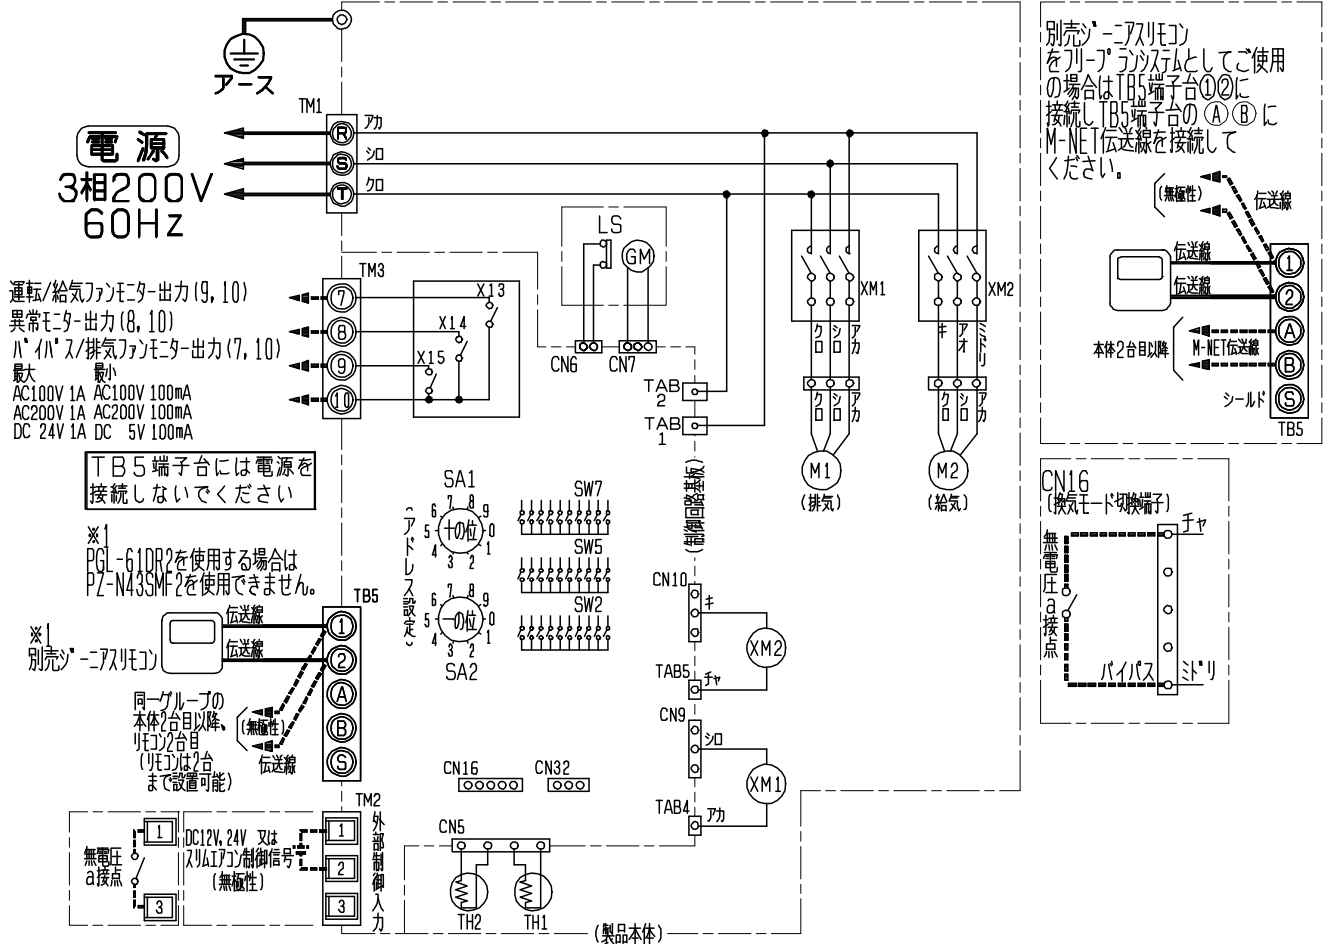 アース
TM1
R アカ
S シロ
T クロ
電源
3相200V
60Hz
TM3
運転/給気ファンモニター出力(9,10)
異常モニター出力(8,10)
バイパス/排気ファンモニター出力(7,10)
最大 最小
AC100V 1A AC100V 100mA
AC200V 1A AC200V 100mA
DC 24V 1A DC 5V 100mA
7
8
9
10
X13
X14
X15
LS
GM
CN6
CN7
TAB2
TAB1
XM1
XM2
クロ シロ アカ
キ アオ ミドリ
クロ シロ アカ
クロ シロ アカ
M1
(排気)
M2
(給気)
TB5端子台には電源を
接続しないでください
※1
PGL-61DR2を使用する場合は
PZ-N43SMF2を使用できません。
TB5
伝送線
伝送線
※1
別売ジーニアスリモコン
1
2
A
B
S
同一グループの
本体2台目以降、
リモコン2台目
(リモコンは2台
まで設置可能)
(無極性)
伝送線
SA1
十の位
0 1 2 3 4 5 6 7 8 9
(アドレス設定)
一の位
0 1 2 3 4 5 6 7 8 9
SA2
SW7
SW5
SW2
(制御回路基板)
CN10
キ
XM2
TAB5
チャ
CN9
シロ
XM1
TAB4
アカ
CN16
CN32
CN5
TH2
TH1
(製品本体)
TM2
1
2
3
外部制御入力
無電圧
a接点
1
3
DC12V,24V 又は
スリムエアコン制御信号
(無極性)
別売ジーニアスリモコン
をフリープランシステムとしてご使用
の場合はTB5端子台①②に
接続しTB5端子台のⒶⒷに
M-NET伝送線を接続して
ください。
(無極性)
伝送線
伝送線
伝送線
本体2台目以降
M-NET伝送線
シールド
1
2
A
B
S
TB5
CN16
(換気モード切換端子)
チャ
無電圧a接点
バイパス
ミドリ